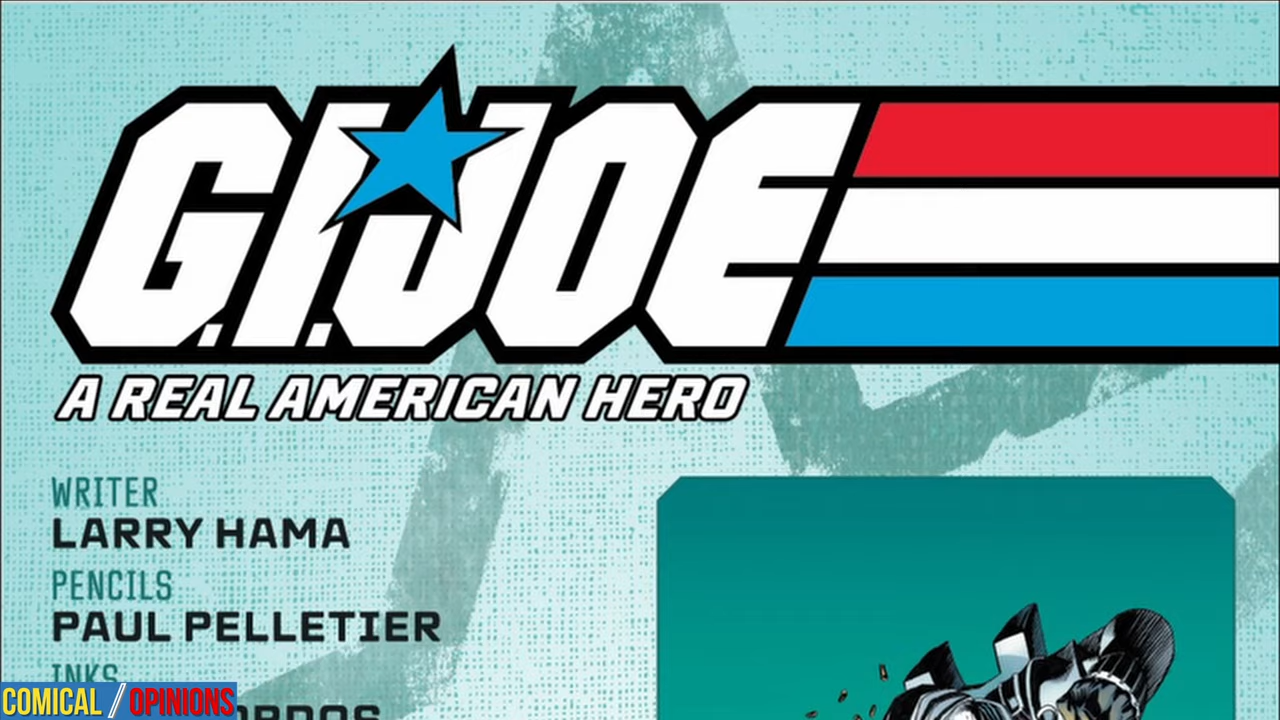 G.I. JOE
A REAL AMERICAN HERO
WRITER
LARRY HAMA
PENCILS
PAUL PELLETIER
INKS
COMICAL / OPINIONS